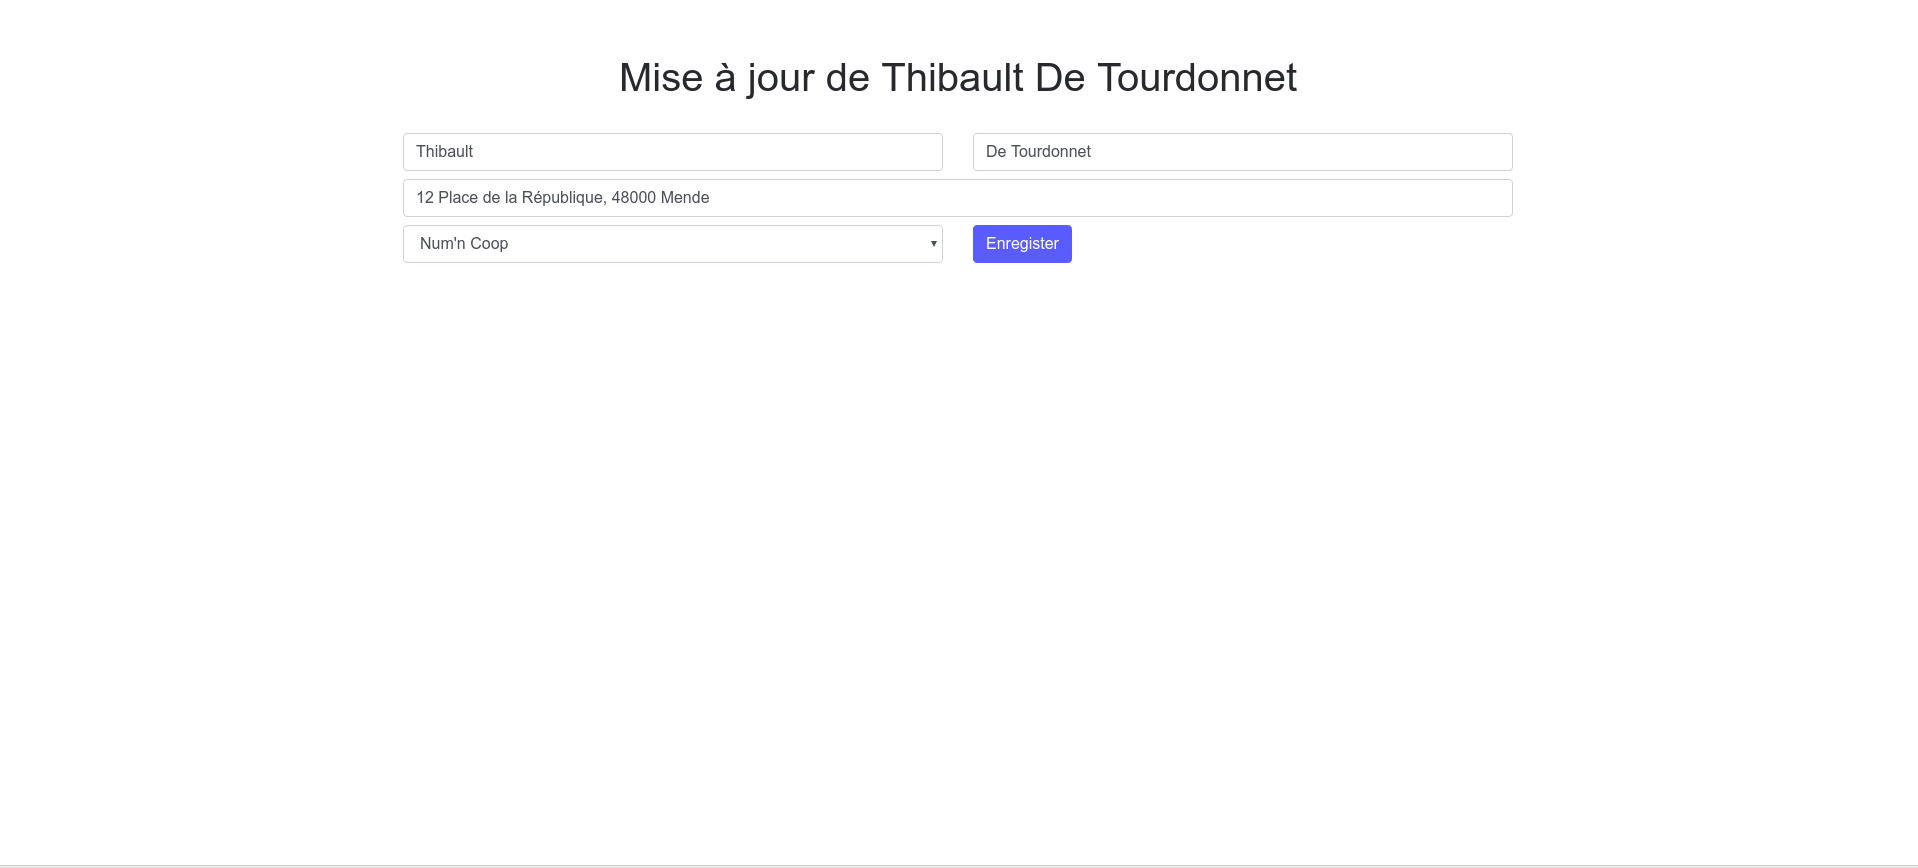 Mise à jour de Thibault De Tourdonnet
Thibault
De Tourdonnet
12 Place de la République, 48000 Mende
Num'n Coop
Enregister